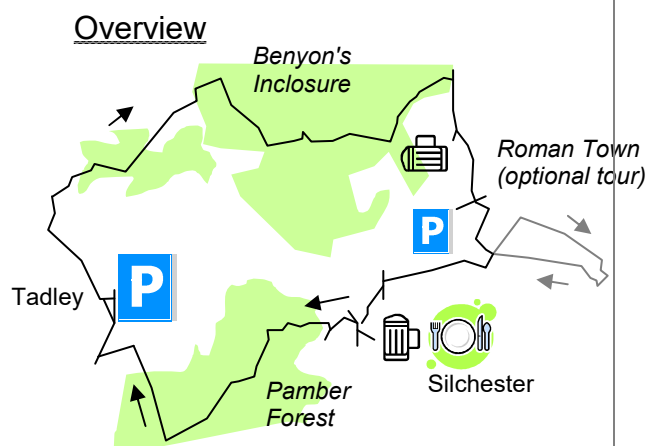 Overview
Benyon's
Inclosure
Roman Town
(optional tour)
P
P
Tadley
Silchester
Pamber
Forest